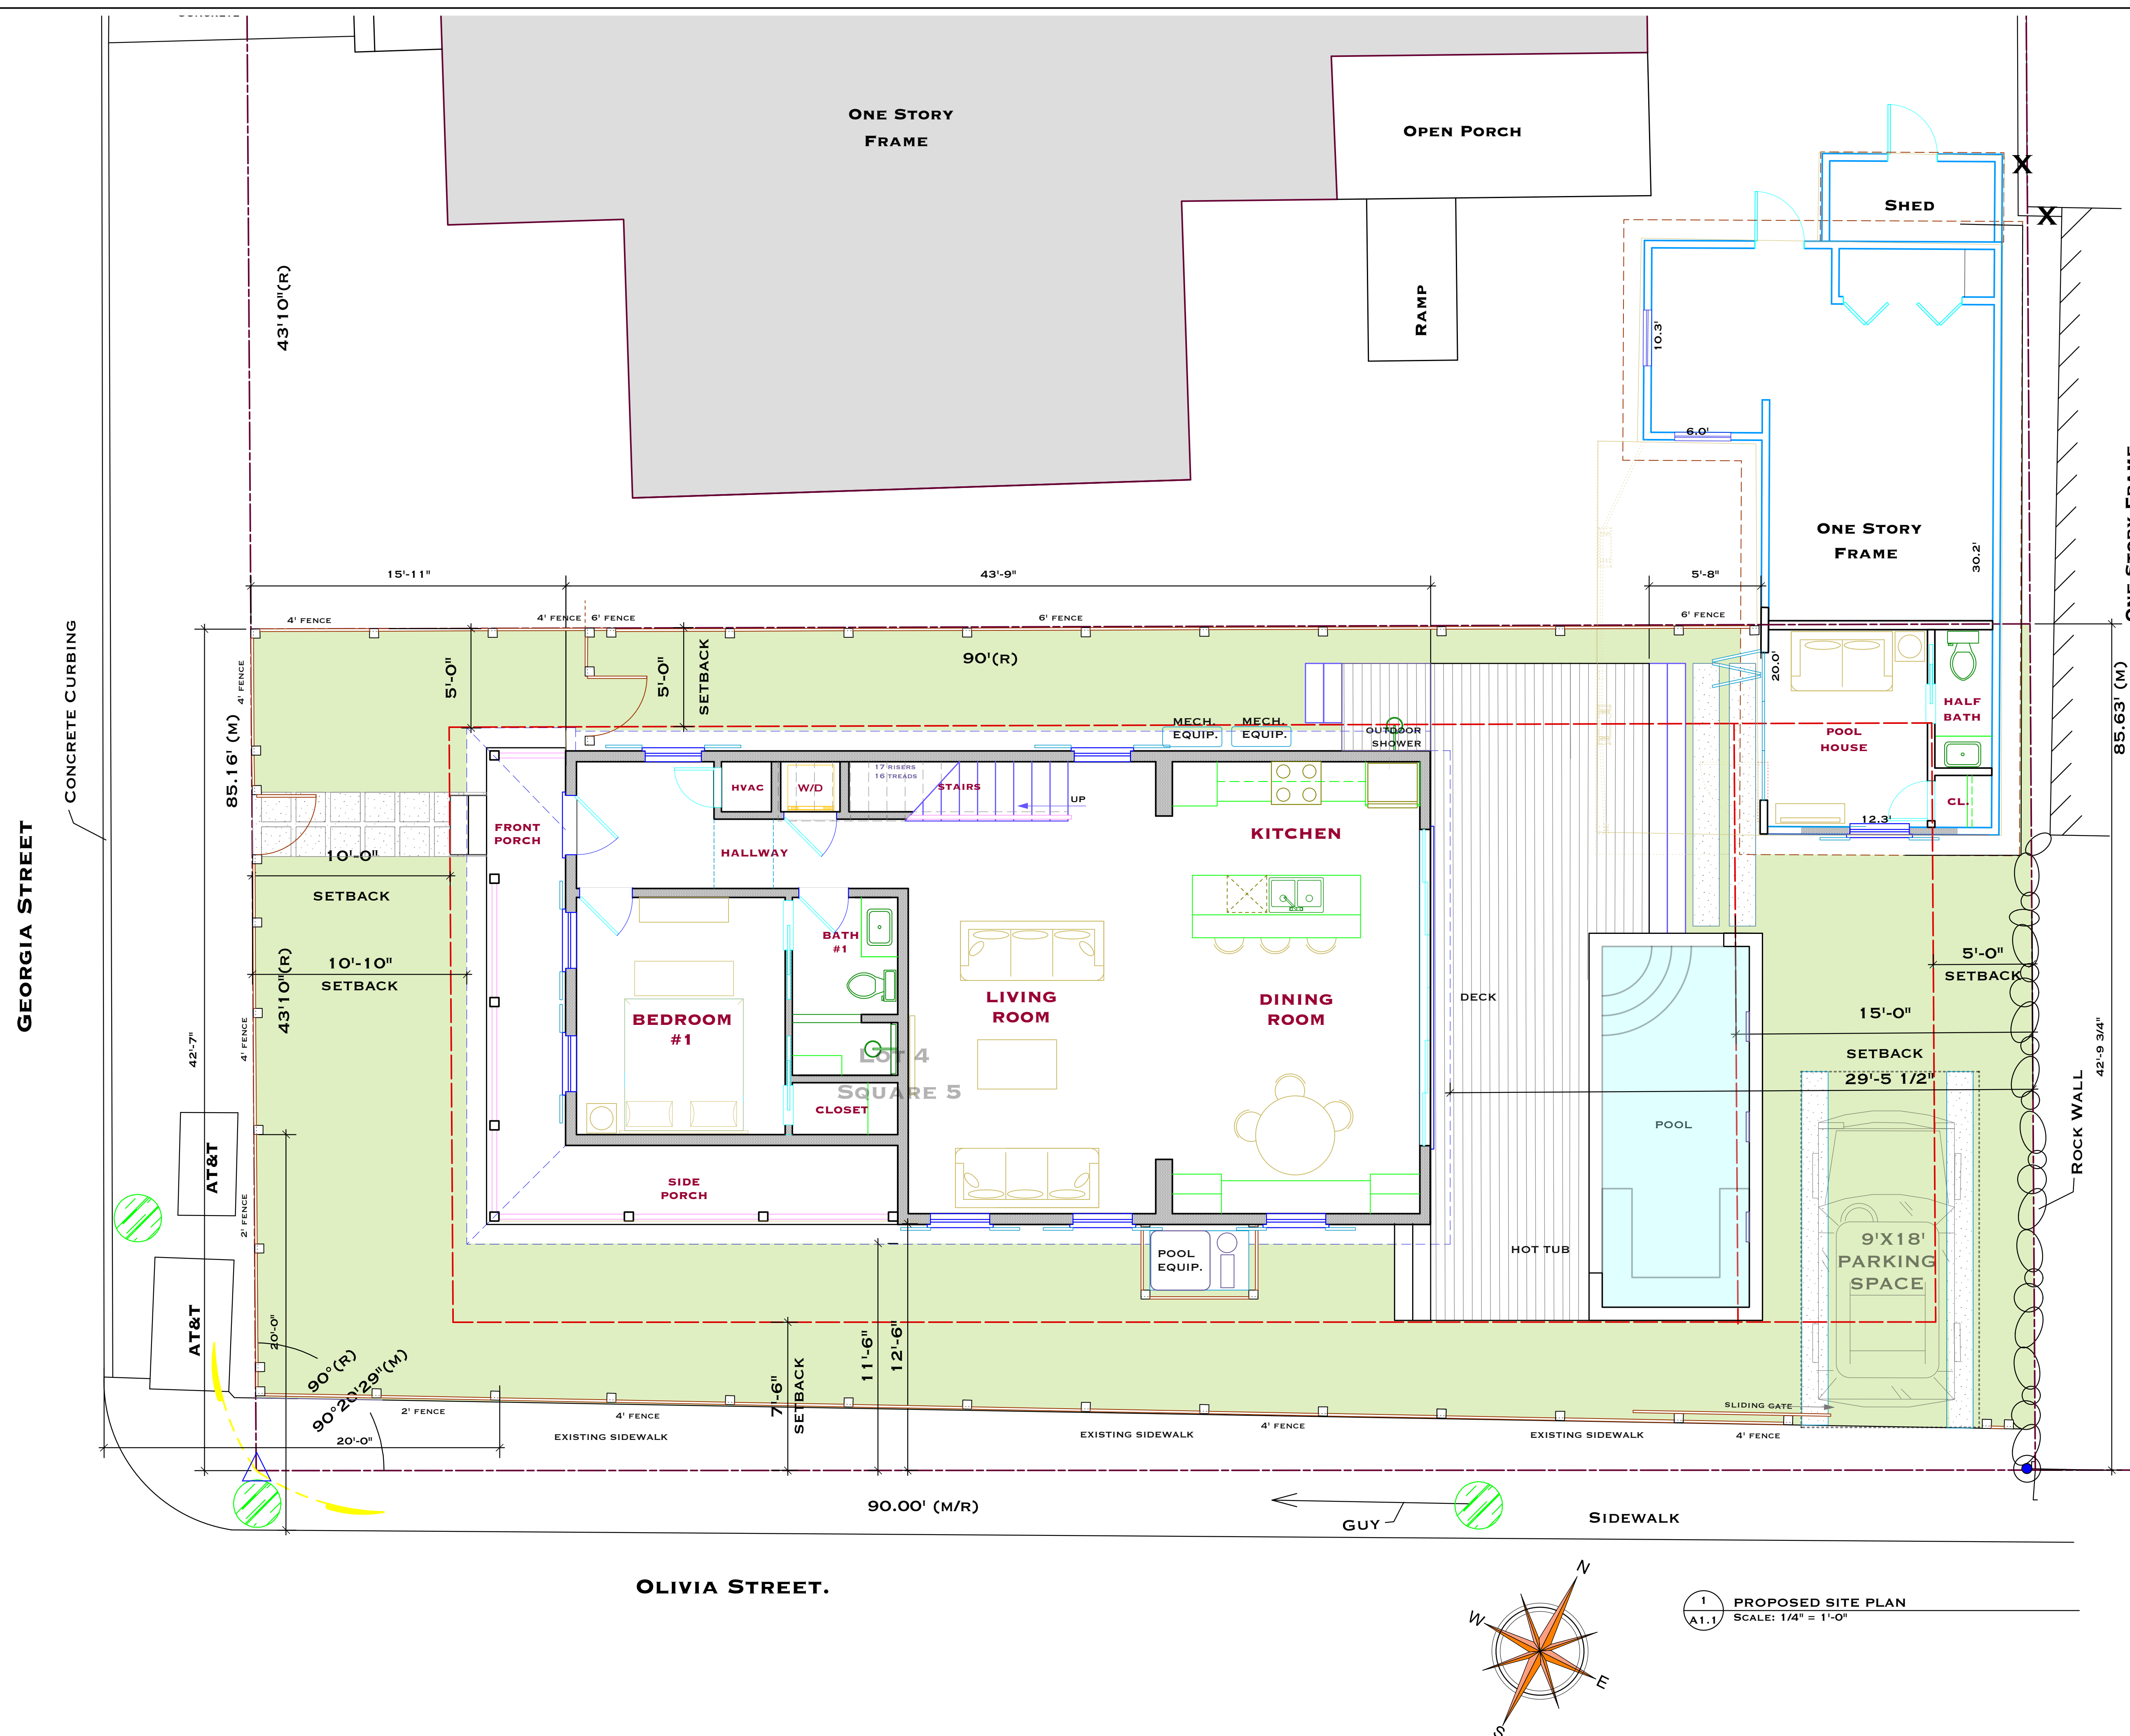 One Story
Frame
Open Porch
Ramp
Shed
X
X
43'10"(R)
10.3'
6.0'
One Story
Frame
30.2'
One Story Frame
15'-11"
43'-9"
5'-8"
4' FENCE
4' FENCE
6' FENCE
6' FENCE
6' FENCE
4' FENCE
5'-0"
5'-0"
SETBACK
90'(R)
20.0'
85.16' (M)
85.63' (M)
Concrete Curbing
Georgia Street
MECH.
EQUIP.
MECH.
EQUIP.
OUTDOOR
SHOWER
POOL
HOUSE
HALF
BATH
CL.
12.3'
17 RISERS
16 TREADS
HVAC
W/D
STAIRS
UP
FRONT
PORCH
HALLWAY
KITCHEN
10'-0"
SETBACK
10'-10"
SETBACK
43'10"(R)
BATH
#1
BEDROOM
#1
LIVING
ROOM
DINING
ROOM
DECK
5'-0"
SETBACK
15'-0"
SETBACK
29'-5 1/2"
42'-9 3/4"
42'-7"
4' FENCE
Lot 4
Square 5
CLOSET
POOL
Rock Wall
AT&T
2' FENCE
SIDE
PORCH
POOL
EQUIP.
HOT TUB
9'X18'
PARKING
SPACE
AT&T
20'-0"
90°(R)
90°20'29"(M)
20'-0"
2' FENCE
4' FENCE
7'-6"
SETBACK
11'-6"
12'-6"
SLIDING GATE
4' FENCE
4' FENCE
EXISTING SIDEWALK
EXISTING SIDEWALK
EXISTING SIDEWALK
90.00' (M/R)
Guy
Sidewalk
Olivia Street.
N
W
E
S
1
A1.1
PROPOSED SITE PLAN
Scale: 1/4" = 1'-0"